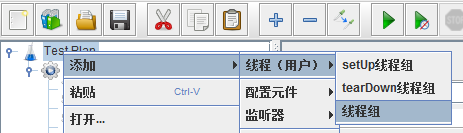 Test Plan
添加
线程（用户）
setUp线程组
粘贴
Ctrl-V
配置元件
tearDown线程组
打开...
监听器
线程组